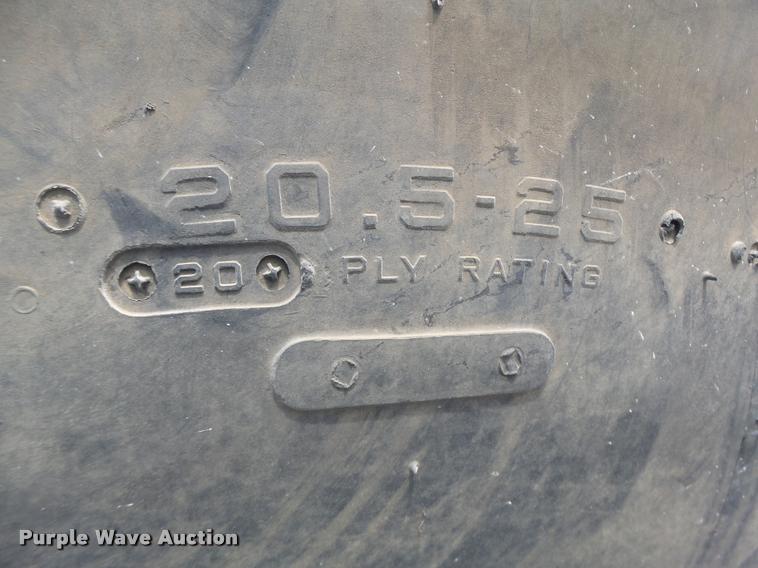 20.5-25
20 PLY RATING
Purple Wave Auction